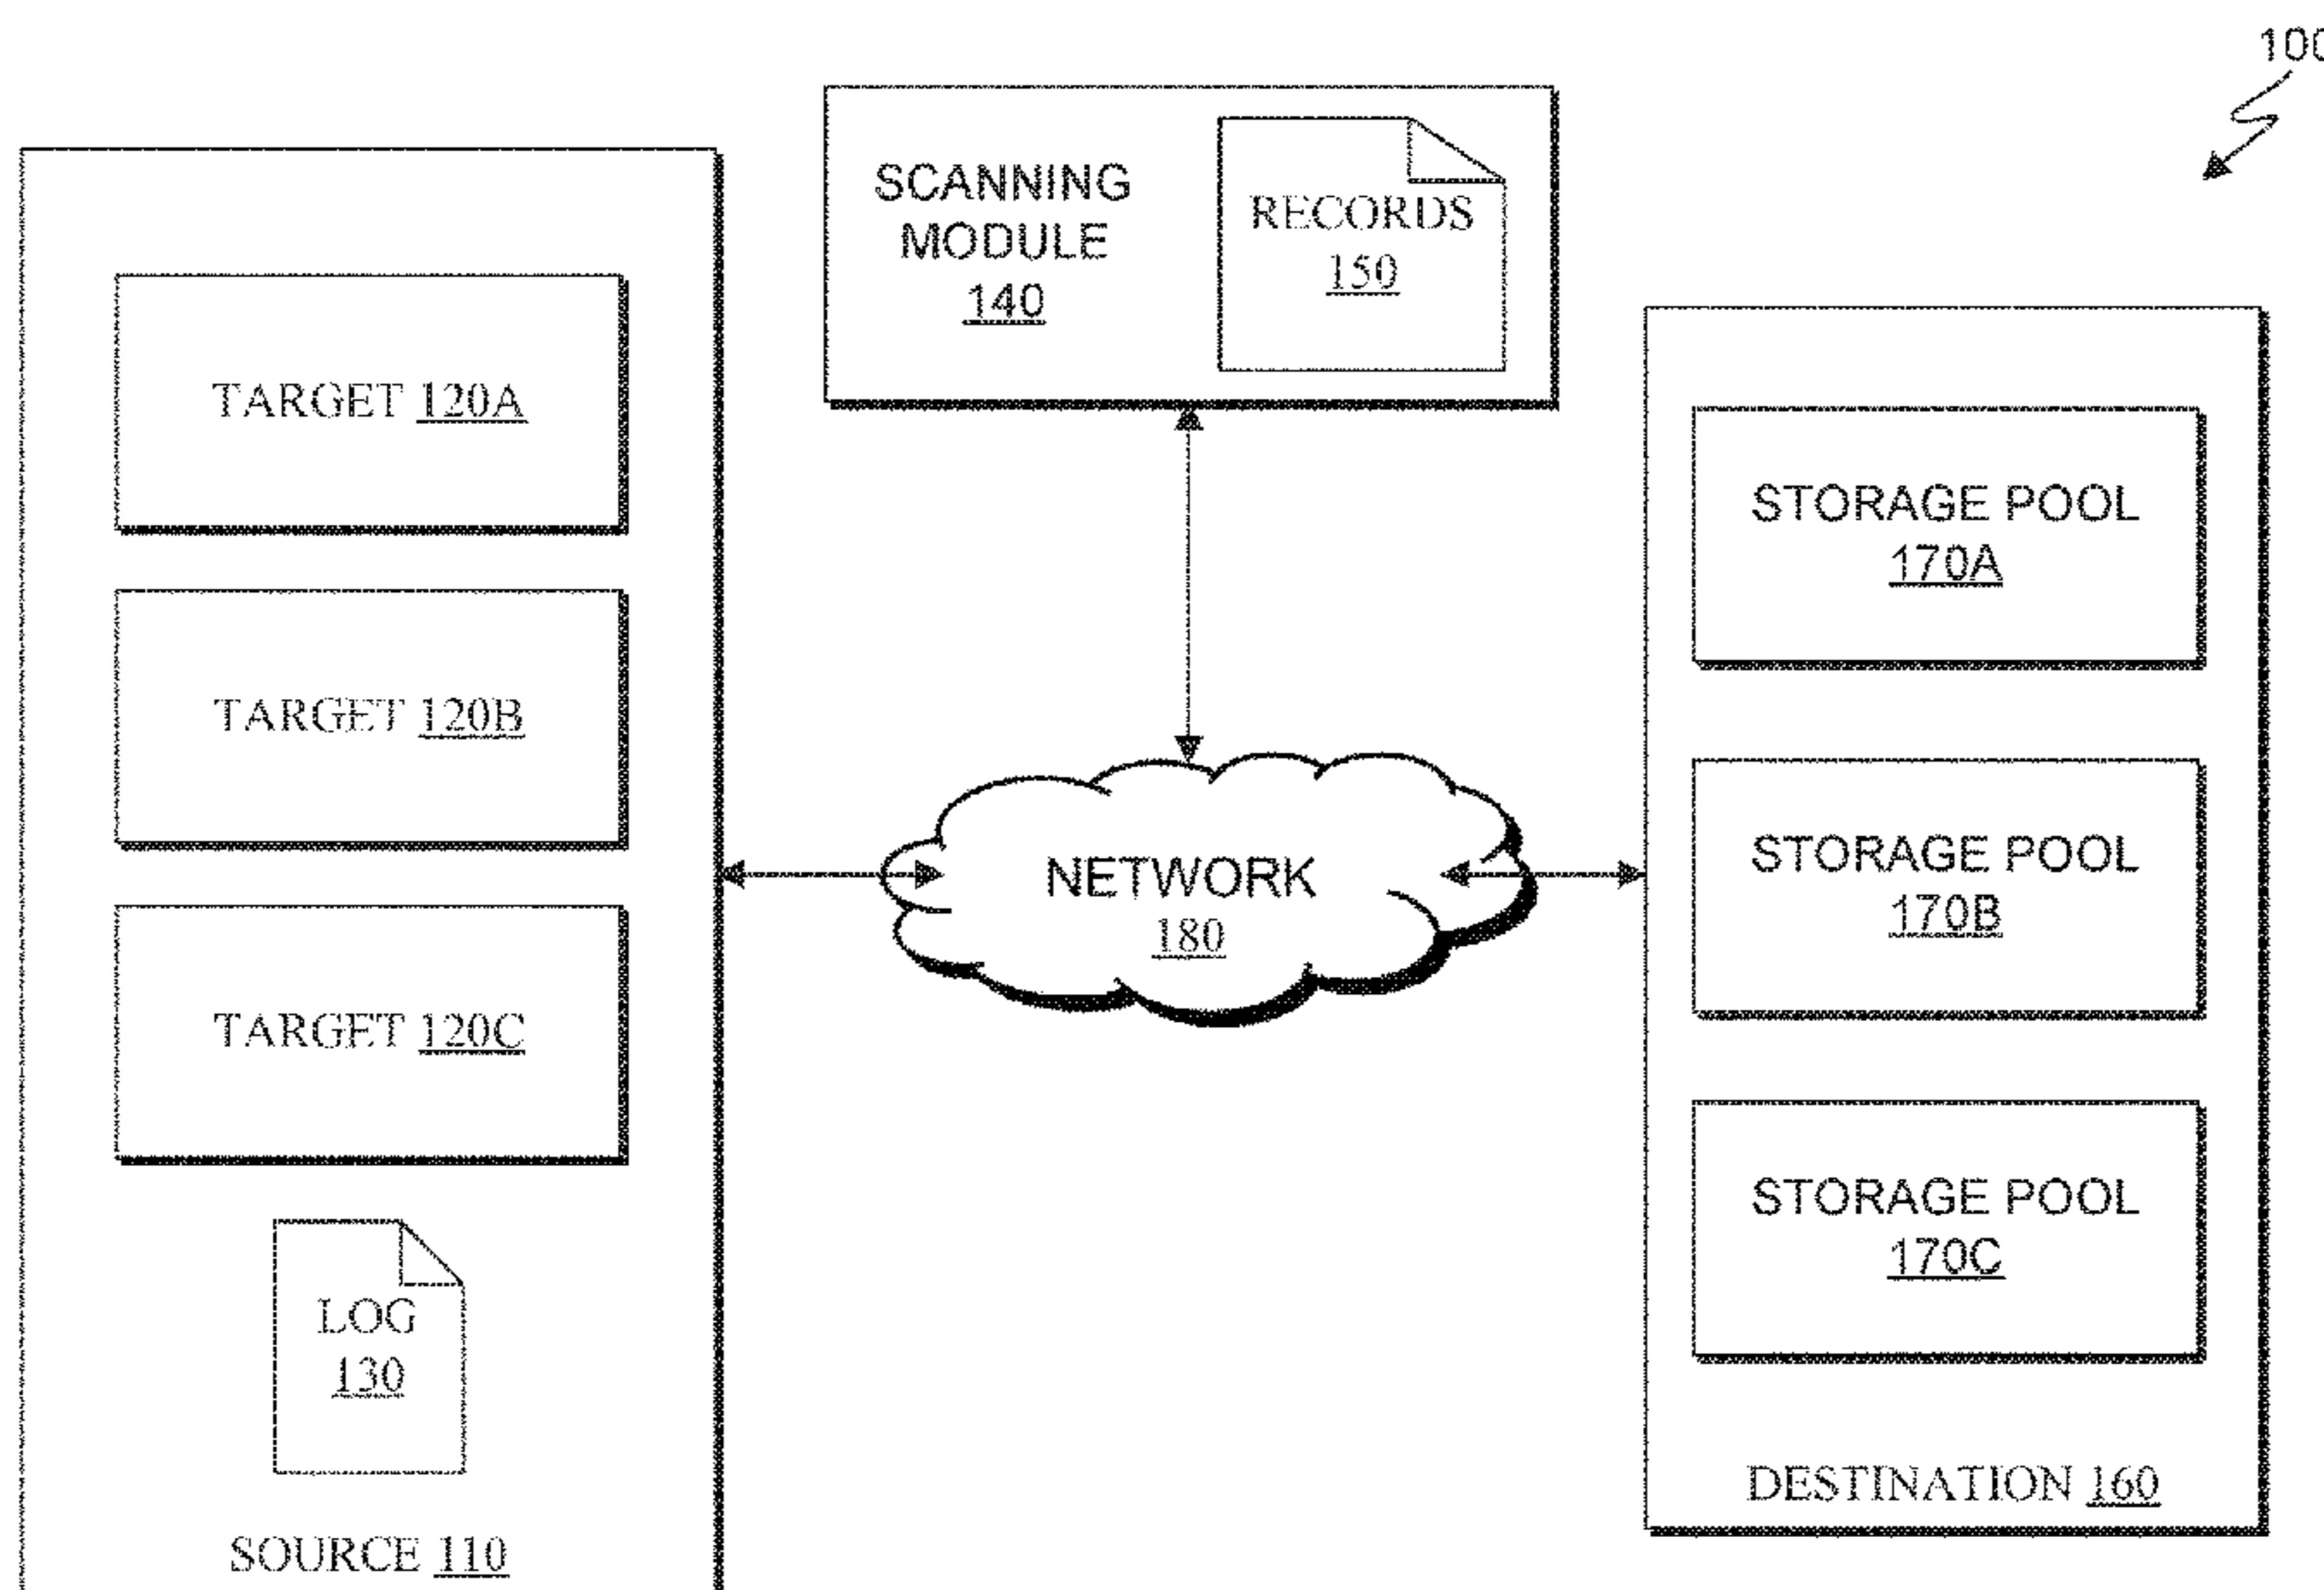 100
SCANNING
MODULE
140
RECORDS
150
TARGET 120A
TARGET 120B
TARGET 120C
LOG
130
SOURCE 110
NETWORK
180
STORAGE POOL
170A
STORAGE POOL
170B
STORAGE POOL
170C
DESTINATION 160